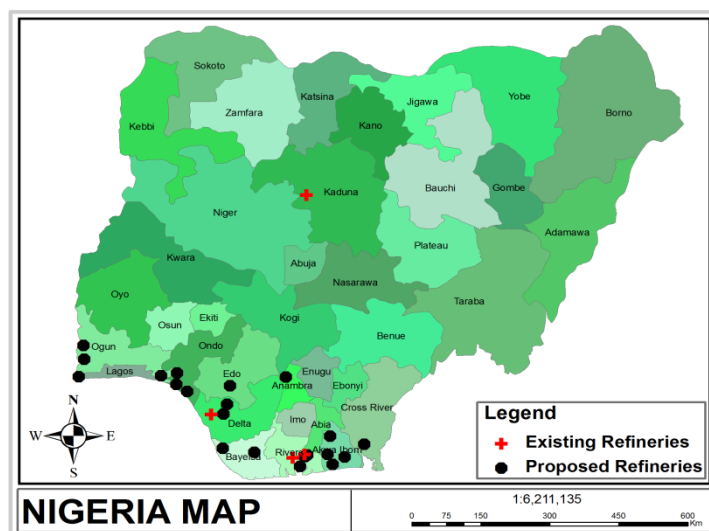 Sokoto
Katsina
Yobe
Zamfara
Jigawa
Borno
Kebbi
Kano
Kaduna
Bauchi
Gombe
Niger
Adamawa
Plateau
Kwara
Abuja
Nasarawa
Oyo
Taraba
Osun
Ekiti
Kogi
Benue
Ogun
Ondo
Lagos
Edo
Enugu
Anambra
Ebonyi
Cross River
Delta
Imo
Abia
Bayelsa
Rivers
Akwa Ibom
N
W
E
S
Legend
Existing Refineries
Proposed Refineries
NIGERIA MAP
1:6,211,135
0 75 150 300 450 600
Km